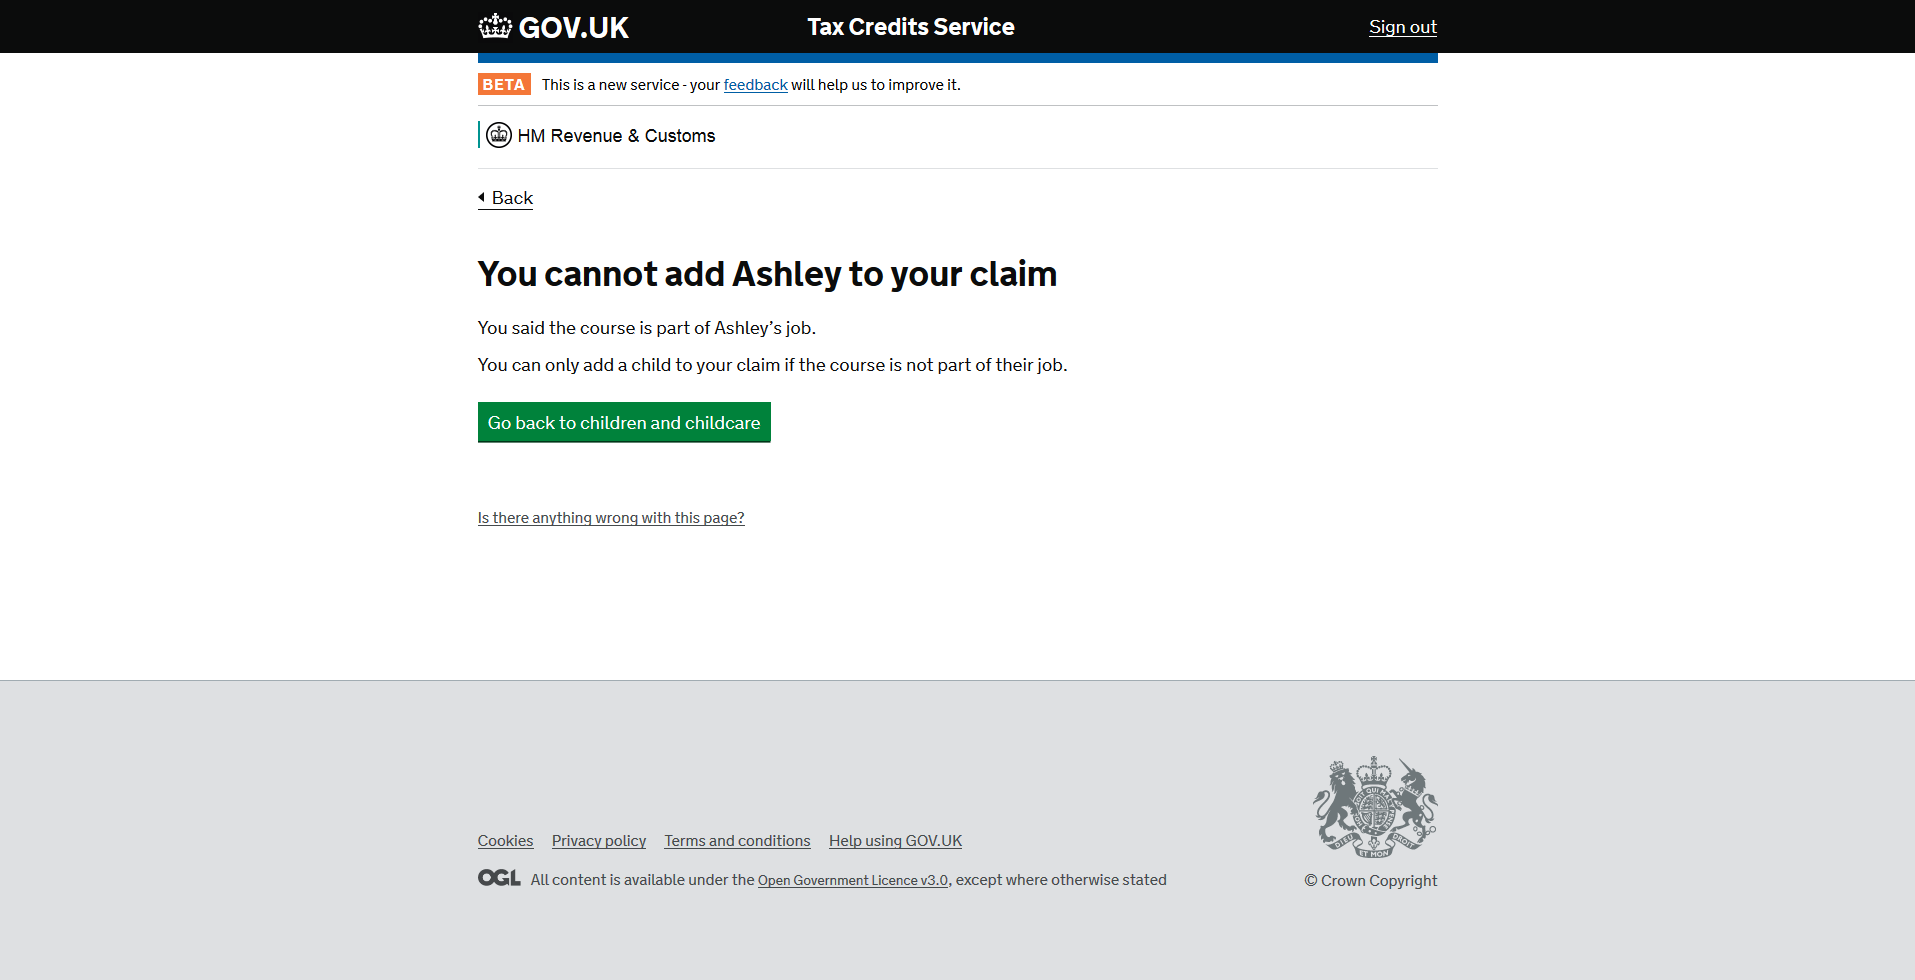 GOV.UK Tax Credits Service Sign out
BETA This is a new service - your feedback will help us to improve it.
HM Revenue & Customs
Back
You cannot add Ashley to your claim
You said the course is part of Ashley’s job.
You can only add a child to your claim if the course is not part of their job.
Go back to children and childcare
Is there anything wrong with this page?
Cookies Privacy policy Terms and conditions Help using GOV.UK
OGL All content is available under the Open Government Licence v3.0, except where otherwise stated
© Crown Copyright